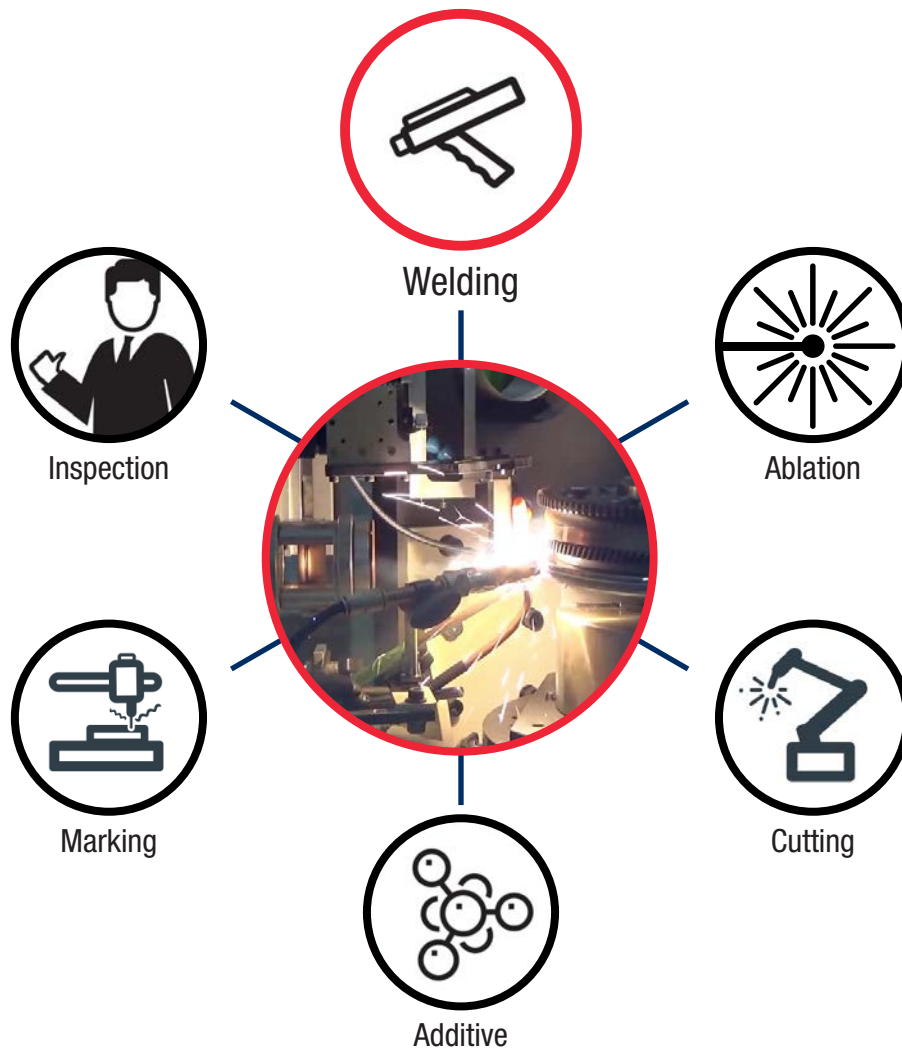 Welding
Inspection
Ablation
Marking
Cutting
Additive